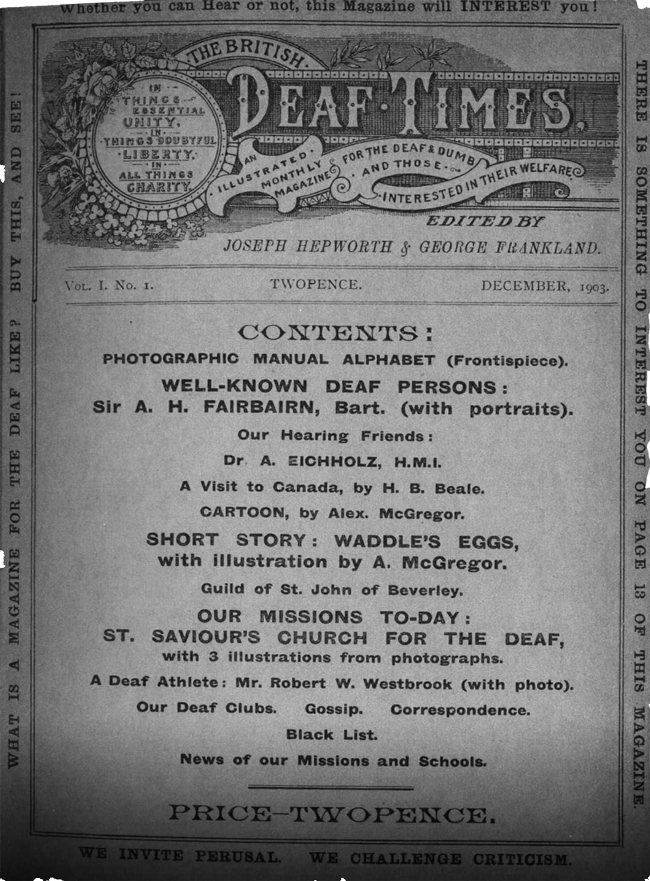 Whether you can Hear or not, this Magazine will INTEREST you!
THE BRITISH
DEAF · TIMES,
IN
THINGS
ESSENTIAL
UNITY,
IN
THINGS DOUBTFUL
LIBERTY,
IN
ALL THINGS
CHARITY,
AN
ILLUSTRATED
MONTHLY
MAGAZINE
FOR THE DEAF & DUMB
AND THOSE
INTERESTED IN THEIR WELFARE
EDITED BY
JOSEPH HEPWORTH & GEORGE FRANKLAND.
VOL. I. No. 1. TWOPENCE. DECEMBER, 1903.
CONTENTS:
PHOTOGRAPHIC MANUAL ALPHABET (Frontispiece).
WELL-KNOWN DEAF PERSONS:
Sir A. H. FAIRBAIRN, Bart. (with portraits).
Our Hearing Friends:
Dr. A. EICHHOLZ, H.M.I.
A Visit to Canada, by H. B. Beale.
CARTOON, by Alex. McGregor.
SHORT STORY: WADDLE'S EGGS,
with illustration by A. McGregor.
Guild of St. John of Beverley.
OUR MISSIONS TO-DAY:
ST. SAVIOUR'S CHURCH FOR THE DEAF,
with 3 illustrations from photographs.
A Deaf Athlete: Mr. Robert W. Westbrook (with photo).
Our Deaf Clubs. Gossip. Correspondence.
Black List.
News of our Missions and Schools.
PRICE—TWOPENCE.
WE INVITE PERUSAL. WE CHALLENGE CRITICISM.
WHAT IS A MAGAZINE FOR THE DEAF LIKE? BUY THIS, AND SEE!
THERE IS SOMETHING TO INTEREST YOU ON PAGE 13 OF THIS MAGAZINE.